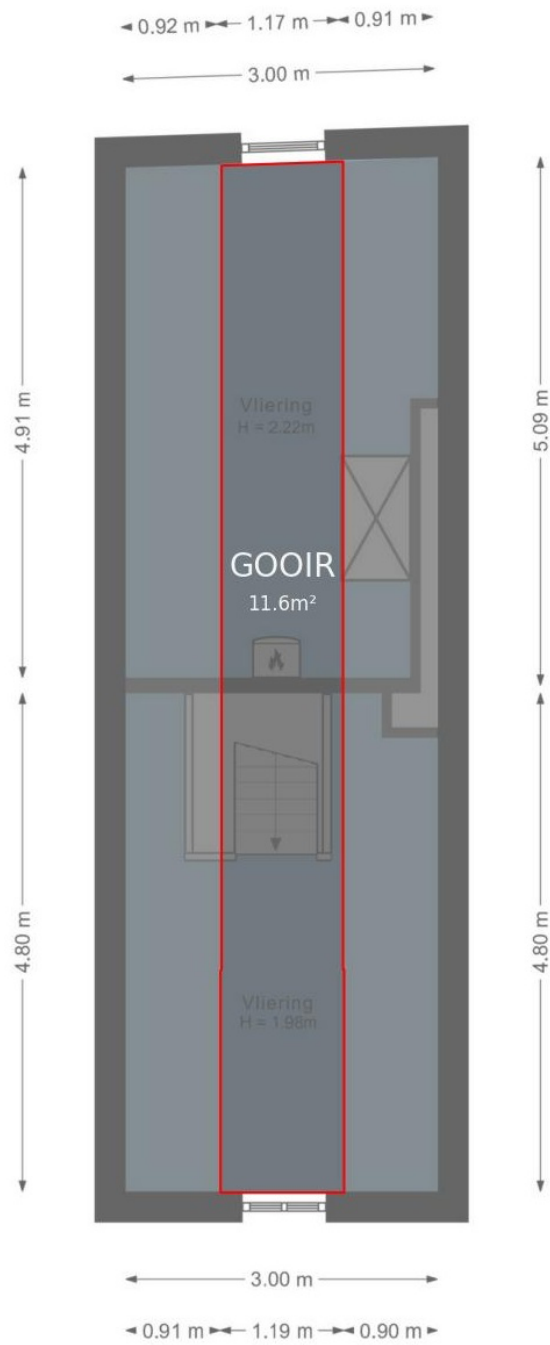 0.92 m 1.17 m 0.91 m
3.00 m
4.91 m
5.09 m
Vliering
H = 2.22m
GOOIR
11.6m²
4.80 m
4.80 m
Vliering
H = 1.98m
3.00 m
0.91 m 1.19 m 0.90 m